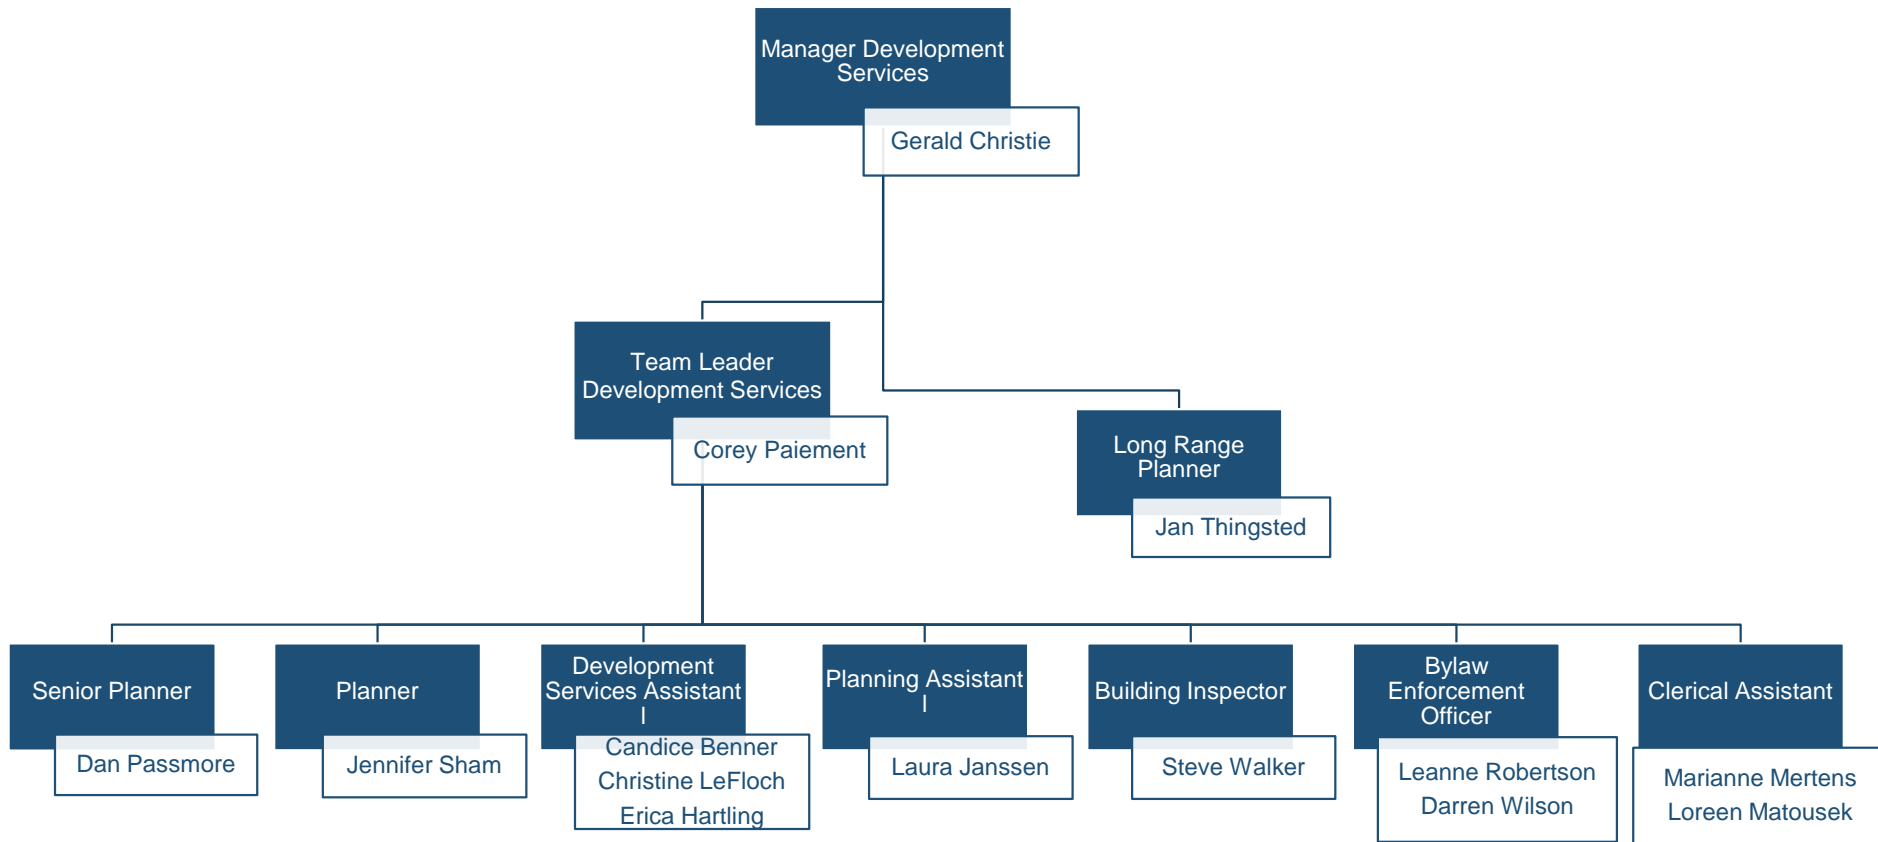 Manager Development
Services
Gerald Christie
Team Leader
Development Services
Corey Paiement
Long Range
Planner
Jan Thingsted
Senior Planner
Dan Passmore
Planner
Jennifer Sham
Development
Services Assistant
I
Candice Benner
Christine LeFloch
Erica Hartling
Planning Assistant
I
Laura Janssen
Building Inspector
Steve Walker
Bylaw
Enforcement
Officer
Leanne Robertson
Darren Wilson
Clerical Assistant
Marianne Mertens
Loreen Matousek